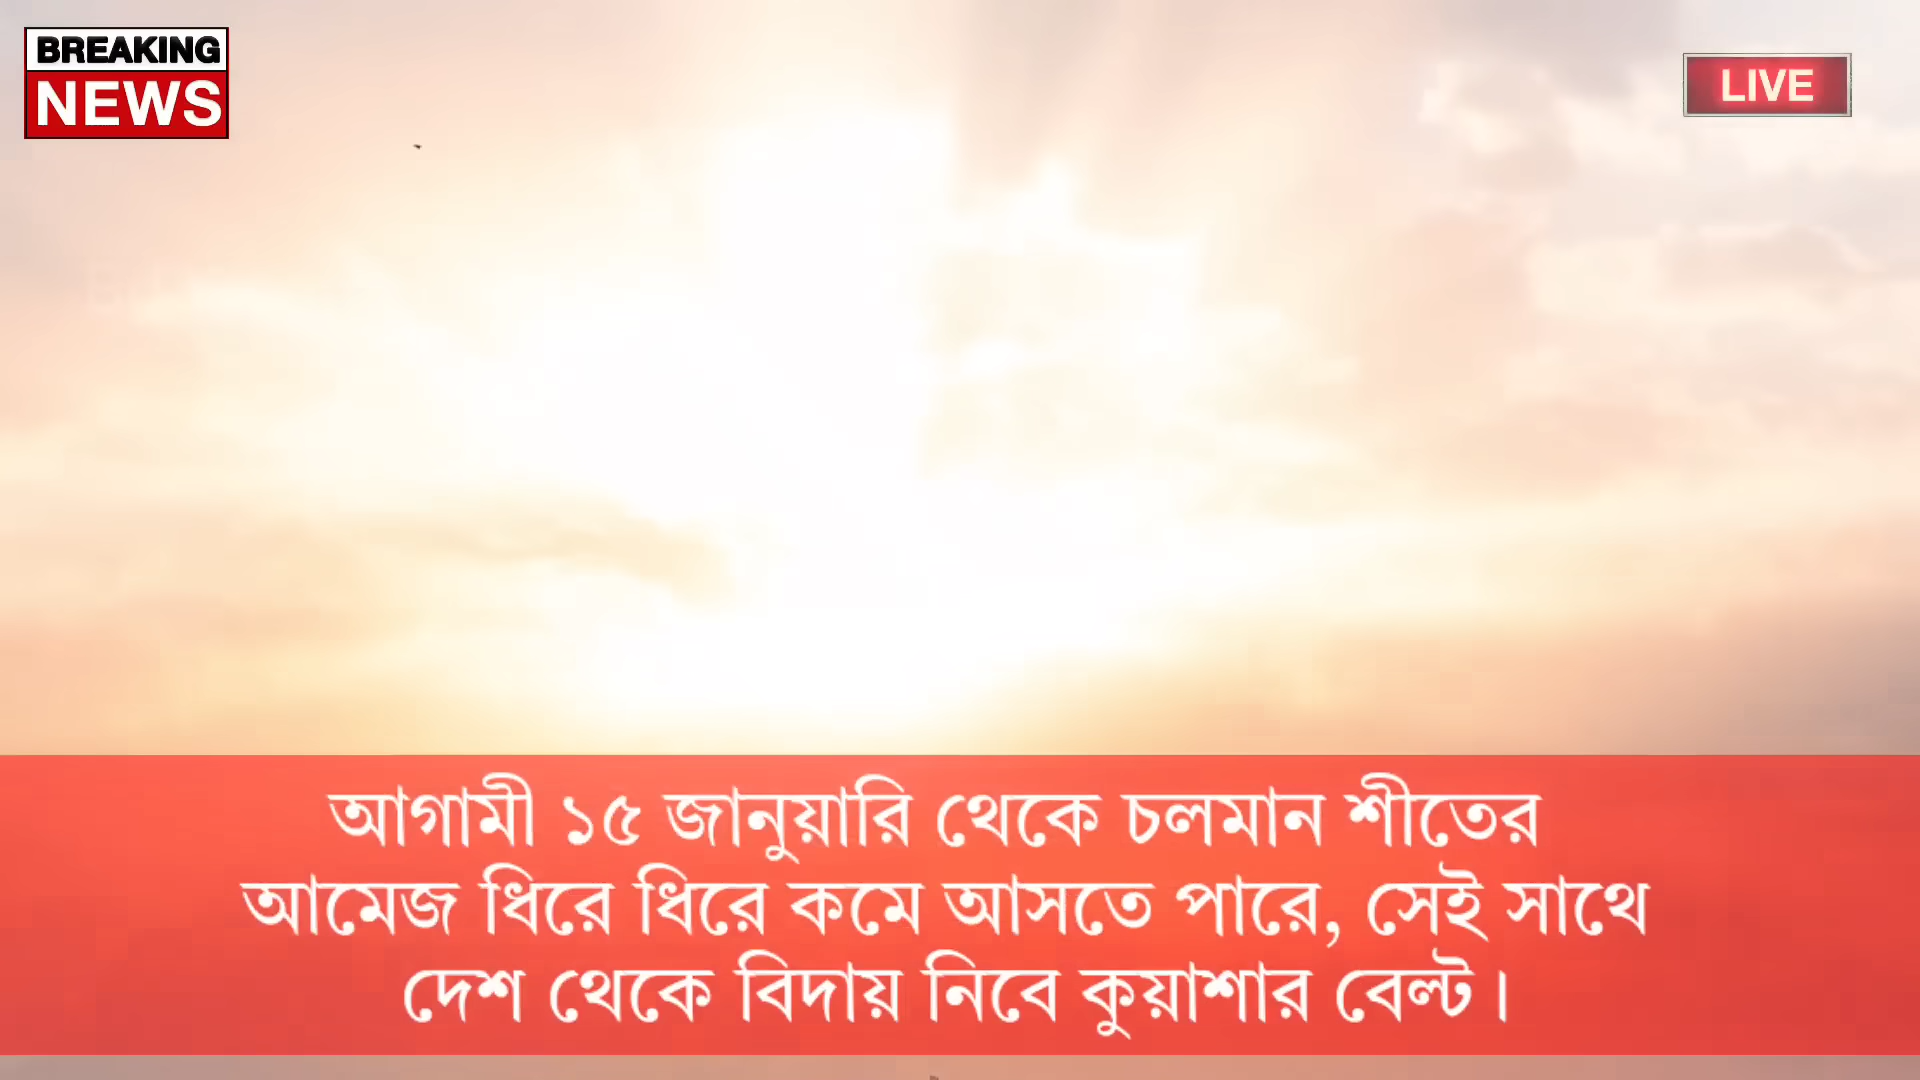 BREAKING
NEWS
LIVE
আগামী ১৫ জানুয়ারি থেকে চলমান শীতের
আমেজ ধিরে ধিরে কমে আসতে পারে, সেই সাথে
দেশ থেকে বিদায় নিবে কুয়াশার বেল্ট।